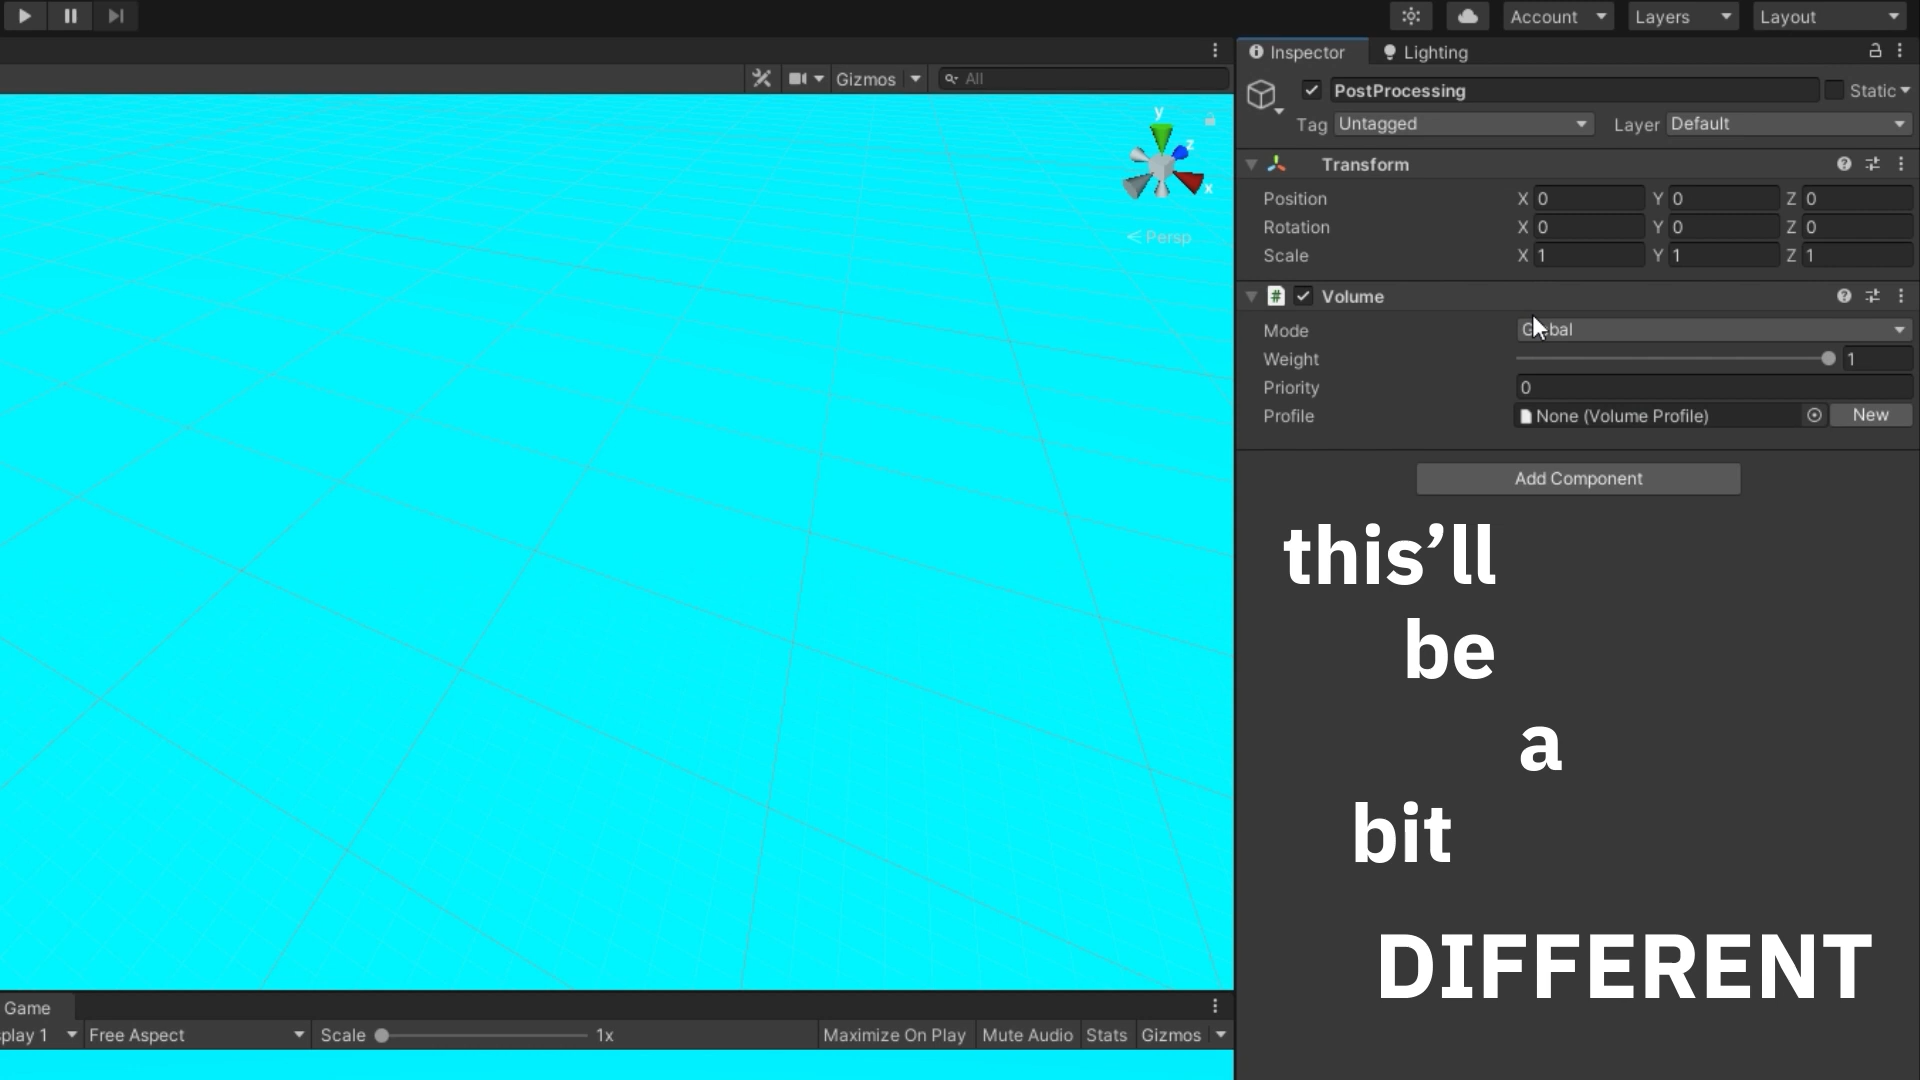 Account
Layers
Layout
Inspector
Lighting
Gizmos
All
PostProcessing
Static
Tag Untagged
Layer Default
y
z
x
Persp
Transform
Position X 0 Y 0 Z 0
Rotation X 0 Y 0 Z 0
Scale X 1 Y 1 Z 1
# Volume
Mode
Weight 1
Priority 0
Profile None (Volume Profile) New
Add Component
this’ll
be
a
bit
DIFFERENT
Game
play 1 Free Aspect Scale 1x Maximize On Play Mute Audio Stats Gizmos